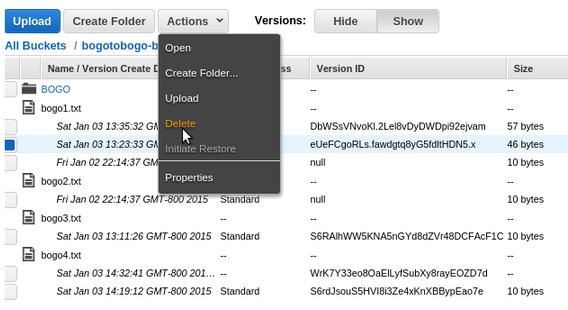 Upload Create Folder Actions Versions: Hide Show
All Buckets / bogotobogo-b
Open
Create Folder...
Upload
Delete
Initiate Restore
Properties
Name / Version Create D ss Version ID Size
BOGO -- --
bogo1.txt -- --
Sat Jan 03 13:35:32 GM DbWSsVNvoKl.2Lel8vDyDWDpi92ejvam 57 bytes
Sat Jan 03 13:23:33 GM eUeFCgoRLs.fawdgtq8yG5fdltHDN5.x 46 bytes
Fri Jan 02 22:14:37 GM null 10 bytes
bogo2.txt -- --
Fri Jan 02 22:14:37 GMT-800 2015 Standard null 10 bytes
bogo3.txt -- -- --
Sat Jan 03 13:11:26 GMT-800 2015 Standard S6RAlhWW5KNA5nGYd8dZVr48DCFAcF1C 10 bytes
bogo4.txt -- -- --
Sat Jan 03 14:32:41 GMT-800 201... -- WrK7Y33eo8OaElLyfSubXy8rayEOZD7d --
Sat Jan 03 14:19:12 GMT-800 2015 Standard S6rdJsouS5HVI8i3Ze4xKnXBBypEao7e 10 bytes